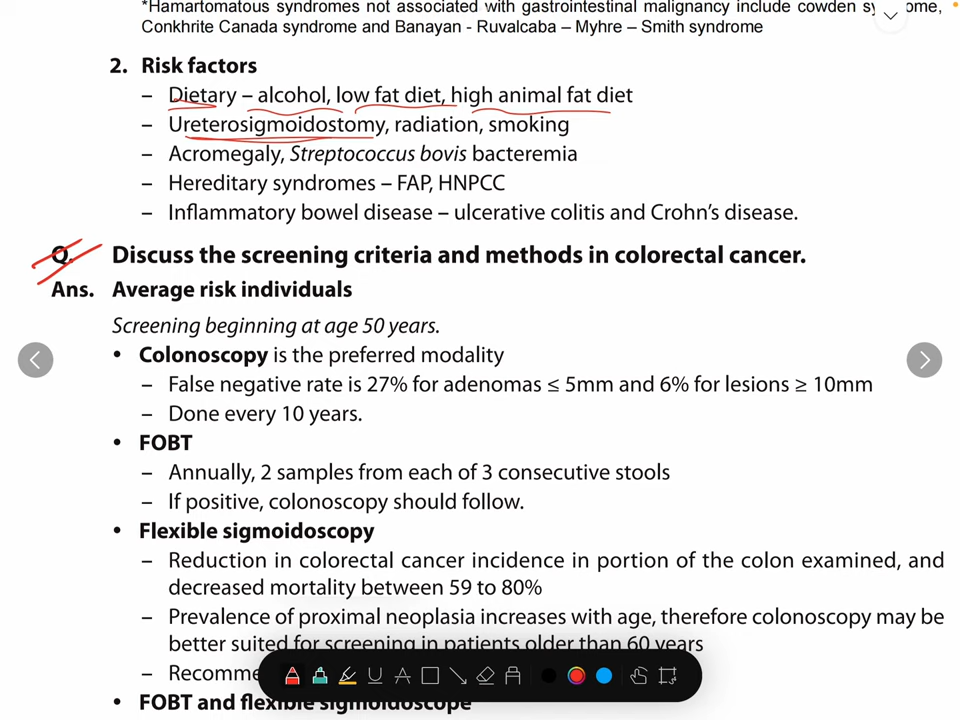 *Hamartomatous syndromes not associated with gastrointestinal malignancy include cowden
Conkhrite Canada syndrome and Banayan - Ruvalcaba – Myhre – Smith syndrome
2. Risk factors
– Dietary – alcohol, low fat diet, high animal fat diet
– Ureterosigmoidostomy, radiation, smoking
– Acromegaly, Streptococcus bovis bacteremia
– Hereditary syndromes – FAP, HNPCC
– Inflammatory bowel disease – ulcerative colitis and Crohn's disease.
Q. Discuss the screening criteria and methods in colorectal cancer.
Ans. Average risk individuals
Screening beginning at age 50 years.
• Colonoscopy is the preferred modality
– False negative rate is 27% for adenomas ≤ 5mm and 6% for lesions ≥ 10mm
– Done every 10 years.
• FOBT
– Annually, 2 samples from each of 3 consecutive stools
– If positive, colonoscopy should follow.
• Flexible sigmoidoscopy
– Reduction in colorectal cancer incidence in portion of the colon examined, and
decreased mortality between 59 to 80%
– Prevalence of proximal neoplasia increases with age, therefore colonoscopy may be
better suited for screening in patients older than 60 years
–
• FOBT and flexible sigmoidoscope